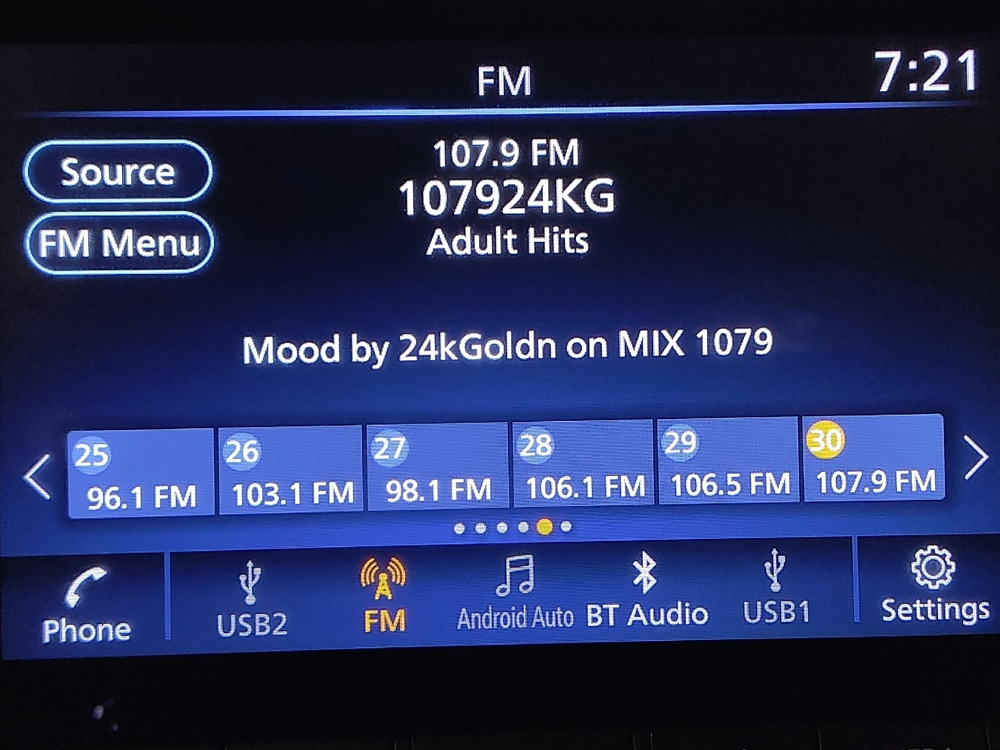 FM
7:21
Source
FM Menu
107.9 FM
107924KG
Adult Hits
Mood by 24kGoldn on MIX 1079
25
96.1 FM
26
103.1 FM
27
98.1 FM
28
106.1 FM
29
106.5 FM
30
107.9 FM
Phone
USB2
FM
Android Auto
BT Audio
USB1
Settings